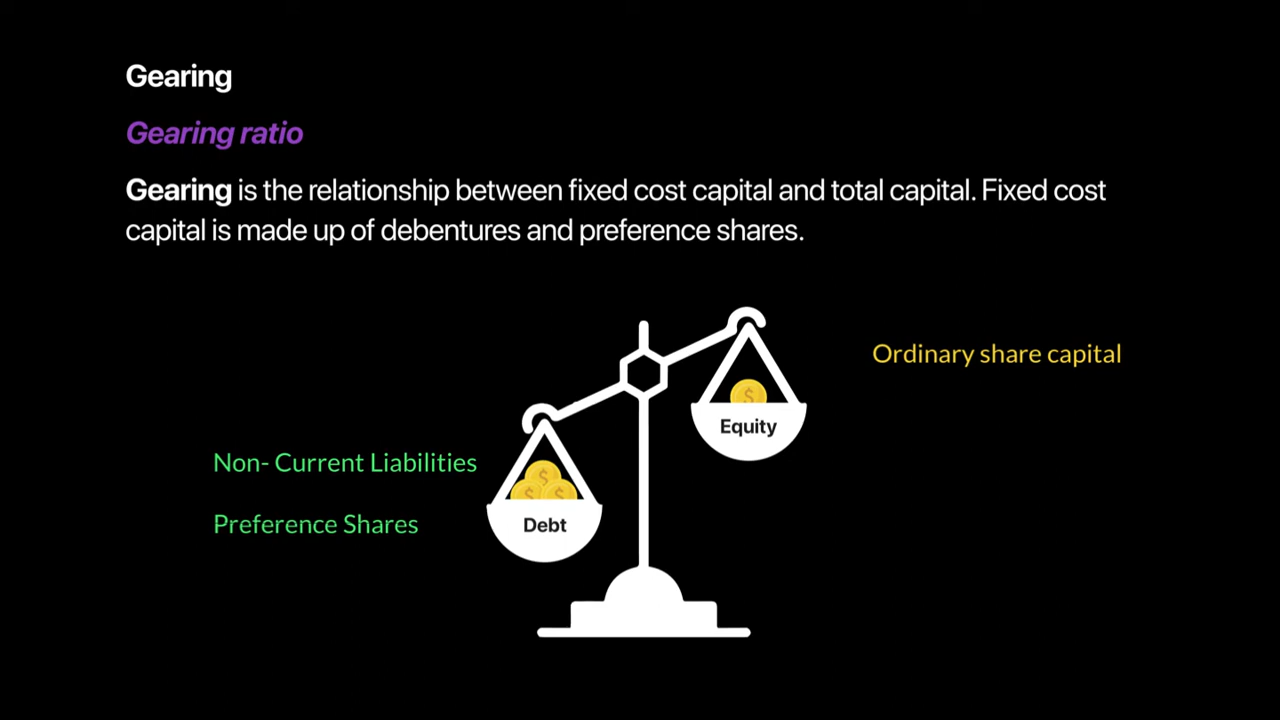 Gearing
Gearing ratio
Gearing is the relationship between fixed cost capital and total capital. Fixed cost
capital is made up of debentures and preference shares.
Ordinary share capital
$
Equity
Non- Current Liabilities
$
$ $
Preference Shares
Debt